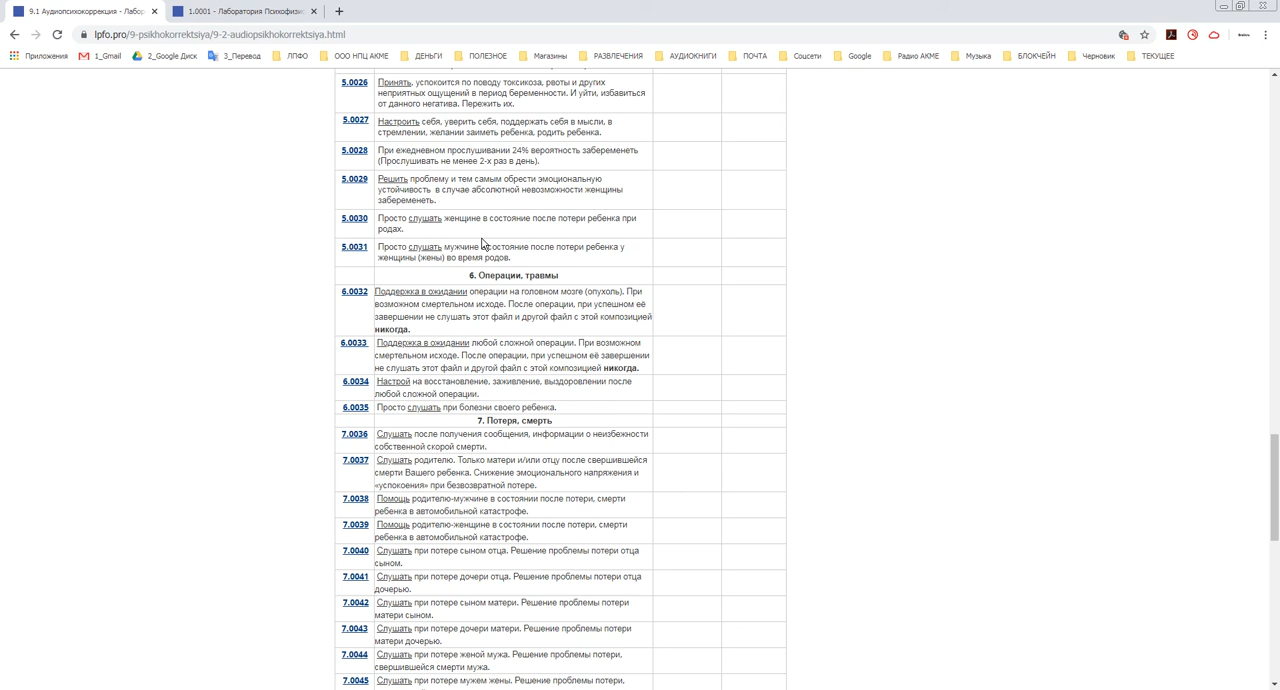 9.1 Аудиопсихокоррекция - Лабор
1.0001 - Лаборатория Психофизи
lpfo.pro/9-psikhokorrektsiya/9-2-audiopsikhokorrektsiya.html
Приложения 1_Gmail 2_Google Диск 3_Перевод ЛПФО ООО НПЦ АКМЕ ДЕНЬГИ ПОЛЕЗНОЕ Магазины РАЗВЛЕЧЕНИЯ АУДИОКНИГИ ПОЧТА Соцсети Google Радио АКМЕ Музыка БЛОКЧЕЙН Черновик ТЕКУЩЕЕ
5.0026 Принять, успокоится по поводу токсикоза, рвоты и других
неприятных ощущений в период беременности. И уйти, избавиться
от данного негатива. Пережить их.
5.0027 Настроить себя, уверить себя, поддержать себя в мысли, в
стремлении, желании заиметь ребенка, родить ребенка.
5.0028 При ежедневном прослушивании 24% вероятность забеременеть
(Прослушивать не менее 2-х раз в день).
5.0029 Решить проблему и тем самым обрести эмоциональную
устойчивость в случае абсолютной невозможности женщины
забеременеть.
5.0030 Просто слушать женщине в состояние после потери ребенка при
родах.
5.0031 Просто слушать мужчине в состояние после потери ребенка у
женщины (жены) во время родов.
6. Операции, травмы
6.0032 Поддержка в ожидании операции на головном мозге (опухоль). При
возможном смертельном исходе. После операции, при успешном её
завершении не слушать этот файл и другой файл с этой композицией
никогда.
6.0033 Поддержка в ожидании любой сложной операции. При возможном
смертельном исходе. После операции, при успешном её завершении
не слушать этот файл и другой файл с этой композицией никогда.
6.0034 Настрой на восстановление, заживление, выздоровлении после
любой сложной операции.
6.0035 Просто слушать при болезни своего ребенка.
7. Потеря, смерть
7.0036 Слушать после получения сообщения, информации о неизбежности
собственной скорой смерти.
7.0037 Слушать родителю. Только матери и/или отцу после свершившейся
смерти Вашего ребенка. Снижение эмоционального напряжения и
«успокоения» при безвозвратной потере.
7.0038 Помощь родителю-мужчине в состоянии после потери, смерти
ребенка в автомобильной катастрофе.
7.0039 Помощь родителю-женщине в состоянии после потери, смерти
ребенка в автомобильной катастрофе.
7.0040 Слушать при потере сыном отца. Решение проблемы потери отца
сыном.
7.0041 Слушать при потере дочери отца. Решение проблемы потери отца
дочерью.
7.0042 Слушать при потере сыном матери. Решение проблемы потери
матери сыном.
7.0043 Слушать при потере дочери матери. Решение проблемы потери
матери дочерью.
7.0044 Слушать при потере женой мужа. Решение проблемы потери,
свершившейся смерти мужа.
7.0045 Слушать при потере мужем жены. Решение проблемы потери,